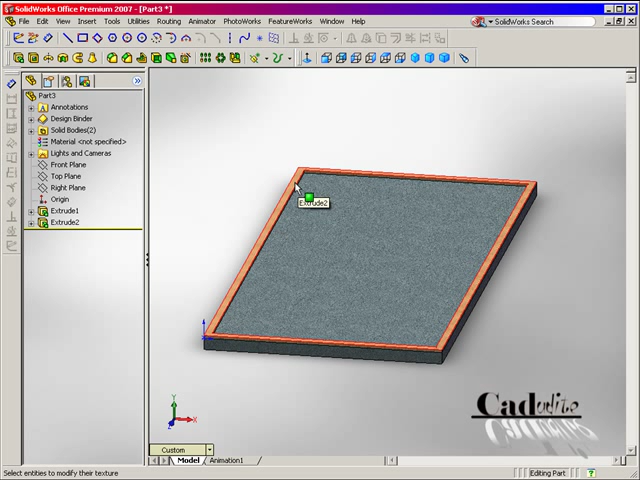 SolidWorks Office Premium 2007 - [Part3 *]
File Edit Insert Tools Utilities Routing Animator PhotoWorks FeatureWorks Window Help SolidWorks Search
Part3
Annotations
Design Binder
Solid Bodies(2)
Material <not specified>
Lights and Cameras
Front Plane
Top Plane
Right Plane
Origin
Extrude1
Extrude2
Extrude2
Y
X
Z
Cadudite
Custom
Model Animation1
Select entities to modify their texture
Editing Part